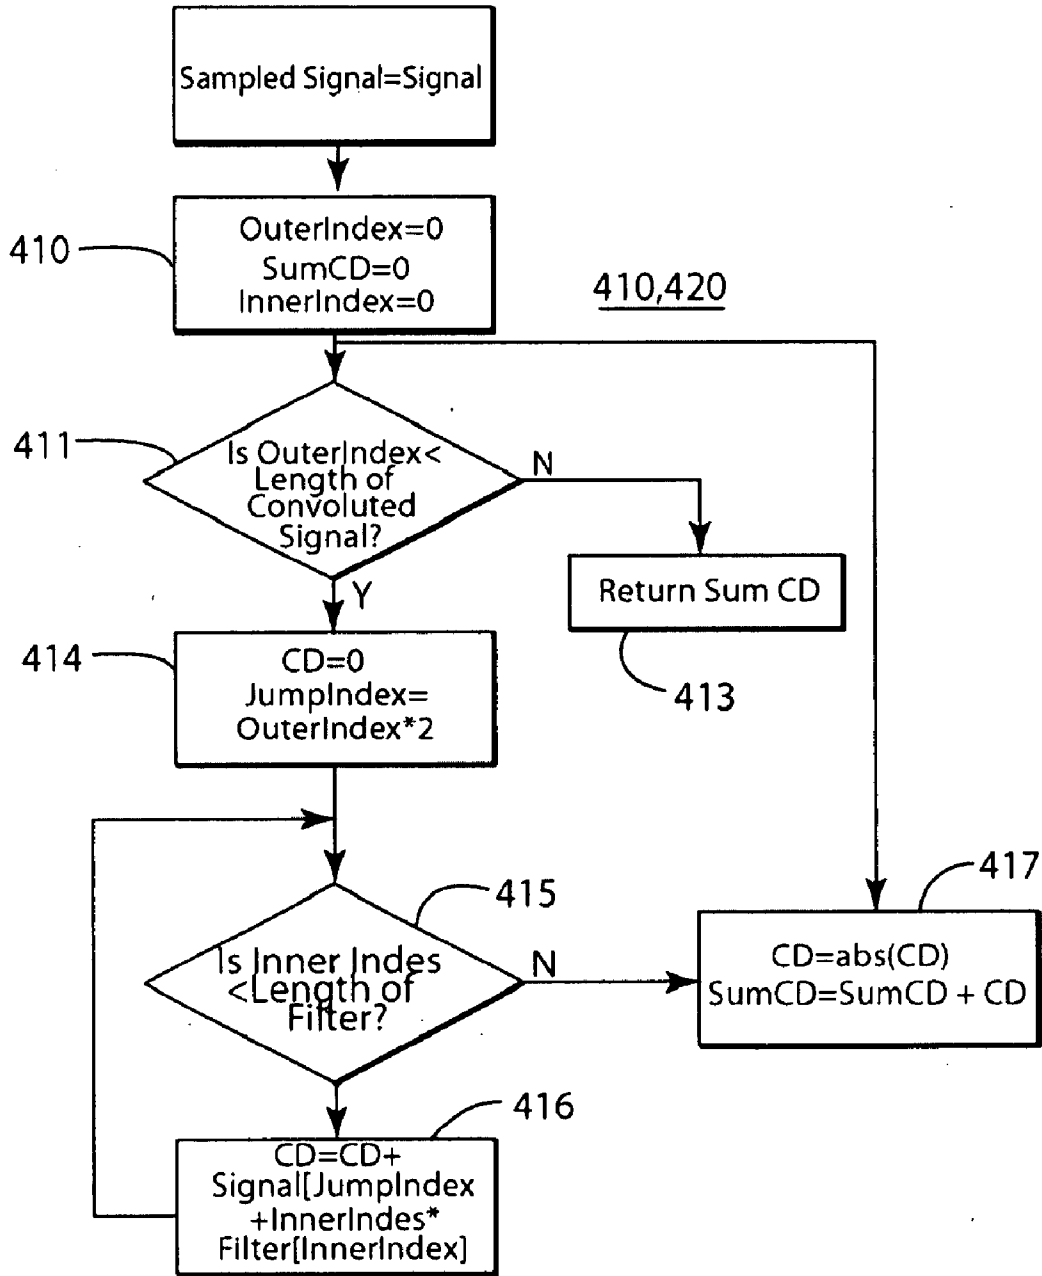 Sampled Signal=Signal
410
OuterIndex=0
SumCD=0
InnerIndex=0
410,420
411
Is OuterIndex<
Length of
Convoluted
Signal?
N
Y
Return Sum CD
413
414
CD=0
JumpIndex=
OuterIndex*2
415
Is Inner Indes
<Length of
Filter?
N
417
CD=abs(CD)
SumCD=SumCD + CD
416
CD=CD+
Signal[JumpIndex
+InnerIndes*
Filter[InnerIndex]